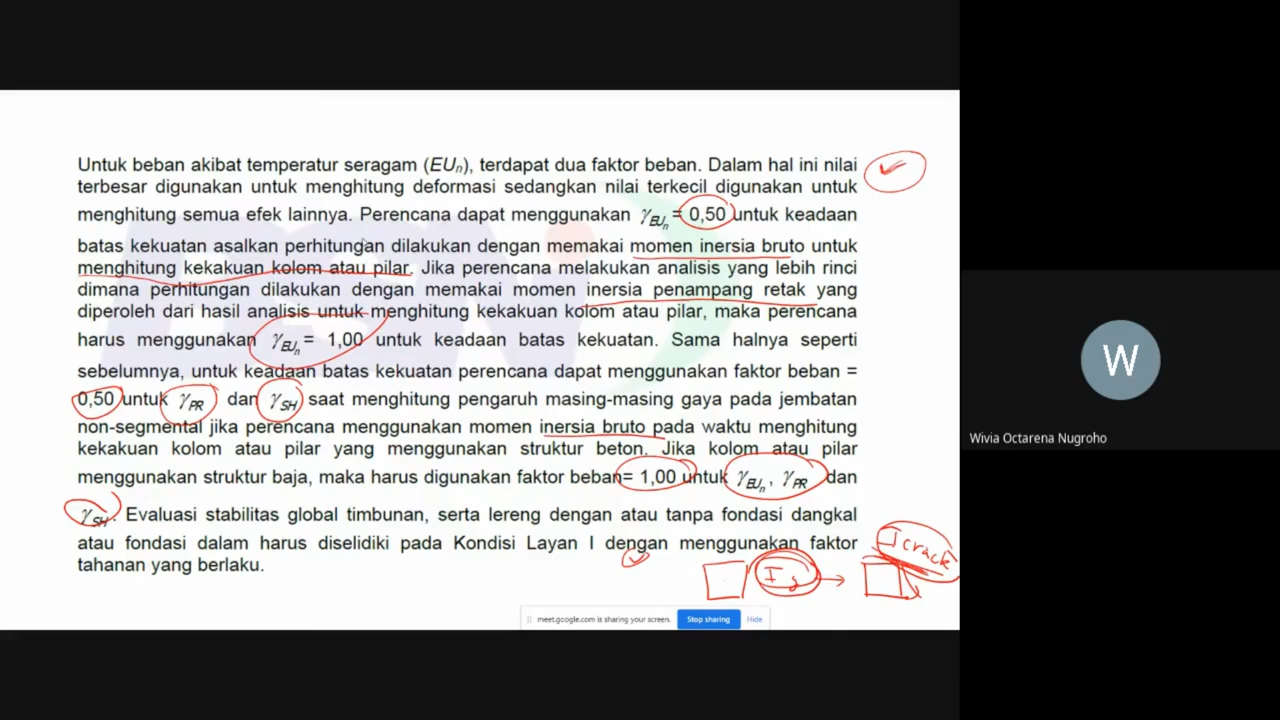 Untuk beban akibat temperatur seragam (EUn), terdapat dua faktor beban. Dalam hal ini nilai
terbesar digunakan untuk menghitung deformasi sedangkan nilai terkecil digunakan untuk
menghitung semua efek lainnya. Perencana dapat menggunakan γEUn = 0,50 untuk keadaan
batas kekuatan asalkan perhitungan dilakukan dengan memakai momen inersia bruto untuk
menghitung kekakuan kolom atau pilar. Jika perencana melakukan analisis yang lebih rinci
dimana perhitungan dilakukan dengan memakai momen inersia penampang retak yang
diperoleh dari hasil analisis untuk menghitung kekakuan kolom atau pilar, maka perencana
harus menggunakan γEUn = 1,00 untuk keadaan batas kekuatan. Sama halnya seperti
sebelumnya, untuk keadaan batas kekuatan perencana dapat menggunakan faktor beban =
0,50 untuk γPR dan γSH saat menghitung pengaruh masing-masing gaya pada jembatan
non-segmental jika perencana menggunakan momen inersia bruto pada waktu menghitung
kekakuan kolom atau pilar yang menggunakan struktur beton. Jika kolom atau pilar
menggunakan struktur baja, maka harus digunakan faktor beban= 1,00 untuk γEUn, γPR dan
γSH. Evaluasi stabilitas global timbunan, serta lereng dengan atau tanpa fondasi dangkal
atau fondasi dalam harus diselidiki pada Kondisi Layan I dengan menggunakan faktor
tahanan yang berlaku.
Ig
Icrack
meet.google.com is sharing your screen.
Stop sharing
Hide
W
Wivia Octarena Nugroho